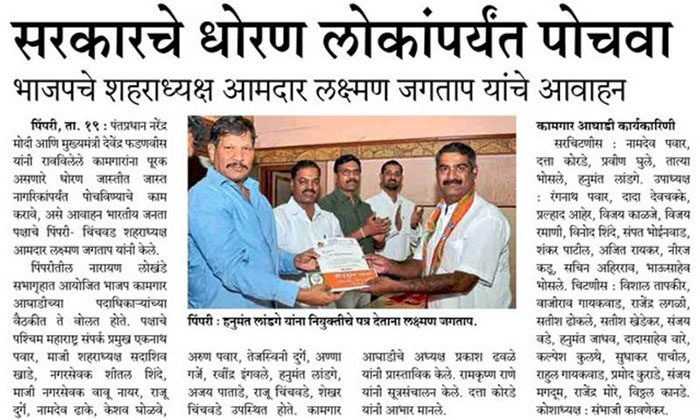 सरकारचे धोरण लोकांपर्यंत पोचवा
भाजपचे शहराध्यक्ष आमदार लक्ष्मण जगताप यांचे आवाहन
पिंपरी, ता. १९ : पंतप्रधान नरेंद्र
मोदी आणि मुख्यमंत्री देवेंद्र फडणवीस
यांनी राबविलेले कामगारांना पूरक
असणारे धोरण जास्तीत जास्त
नागरिकांपर्यंत पोचविण्याचे काम
करावे, असे आवाहन भारतीय जनता
पक्षाचे पिंपरी- चिंचवड शहराध्यक्ष
आमदार लक्ष्मण जगताप यांनी केले.
पिंपरीतील नारायण लोखंडे
सभागृहात आयोजित भाजप कामगार
आघाडीच्या पदाधिकाऱ्यांच्या
बैठकीत ते बोलत होते. पक्षाचे
पश्चिम महाराष्ट्र संपर्क प्रमुख एकनाथ
पवार, माजी शहराध्यक्ष सदाशिव
खाडे, नगरसेवक शीतल शिंदे,
माजी नगरसेवक वावू नायर, राजू
दुर्गे, नामदेव ढाके, केशव घोळवे,
पिंपरी : हनुमंत लांडगे यांना नियुक्तीचे पत्र देताना लक्ष्मण जगताप.
अरुण पवार, तेजस्विनी दुर्गे, अण्णा
गर्जे, रवींद्र इंगवले, हनुमंत लांडगे,
अजय पाताडे, राजू चिंचवडे, शेखर
चिंचवडे उपस्थित होते. कामगार
आघाडीचे अध्यक्ष प्रकाश ढवळे
यांनी प्रास्ताविक केले. रामकृष्ण राणे
यांनी सूत्रसंचालन केले. दत्ता कोरडे
यांनी आभार मानले.
कामगार आघाडी कार्यकारिणी
सरचिटणीस : नामदेव पवार,
दत्ता कोरडे, प्रवीण घुले, तात्या
भोसले, हनुमंत लांडगे. उपाध्यक्ष
: रंगनाथ पवार, दादा देवचक्के,
प्रल्हाद आहेर, विजय काळजे, विजय
रमाणी, विनोद शिंदे, संपत भोईनवाड,
शंकर पाटील, अजित रायकर, नीरज
कडू, सचिन अहिरराव, भाऊसाहेब
भोसले. चिटणीस : विशाल तापकीर,
वाजीराव गायकवाड, राजेंद्र लगळी,
सतीश ढोकले, सतीश खेडेकर, संजय
वडे, हनमंत जाधव, दादासाहेव वारे,
कल्पेश कुलथे, सुधाकर पाचील,
राहुल गायकवाड, प्रमोद कुराडे, संजय
मगदूम, राजेंद्र मोरे, विठ्ठल कानडे.
कोशाध्यक्ष : संभाजी कावणेकर.